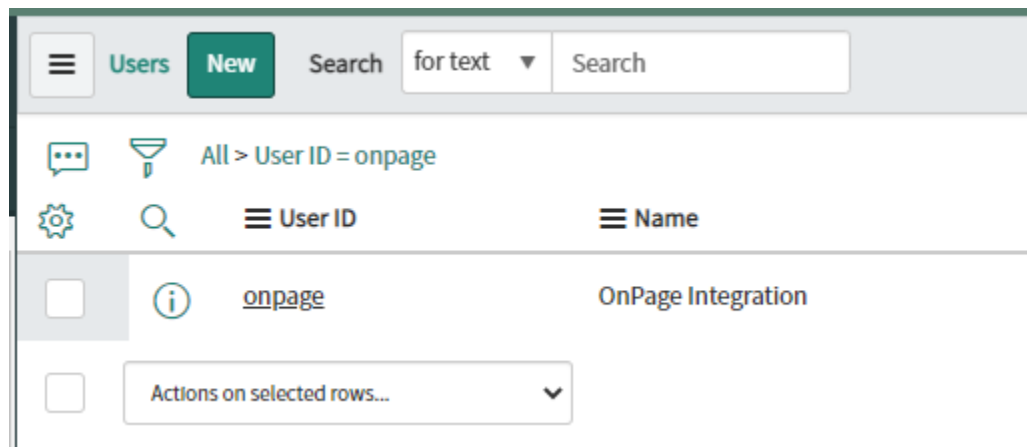 Users New Search for text Search
All > User ID = onpage
User ID Name
onpage OnPage Integration
Actions on selected rows...